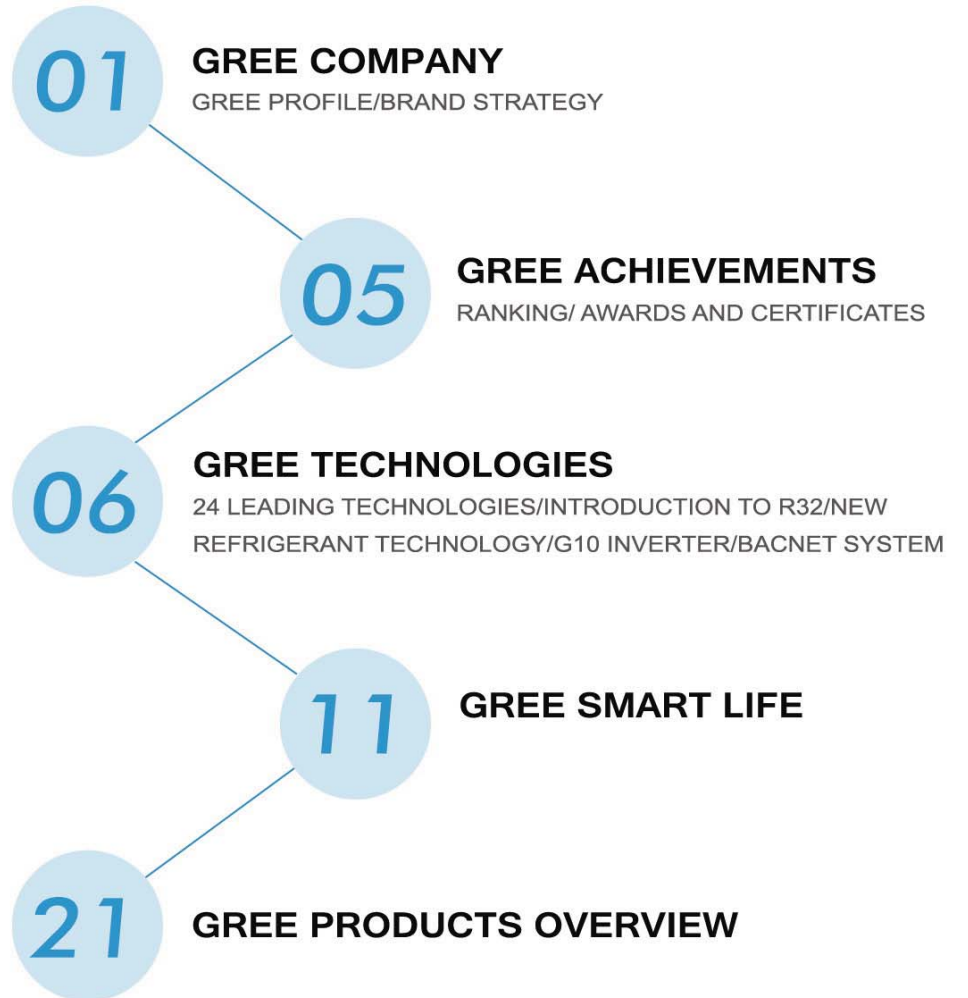 01
GREE COMPANY
GREE PROFILE/BRAND STRATEGY
05
GREE ACHIEVEMENTS
RANKING/ AWARDS AND CERTIFICATES
06
GREE TECHNOLOGIES
24 LEADING TECHNOLOGIES/INTRODUCTION TO R32/NEW
REFRIGERANT TECHNOLOGY/G10 INVERTER/BACNET SYSTEM
11
GREE SMART LIFE
21
GREE PRODUCTS OVERVIEW